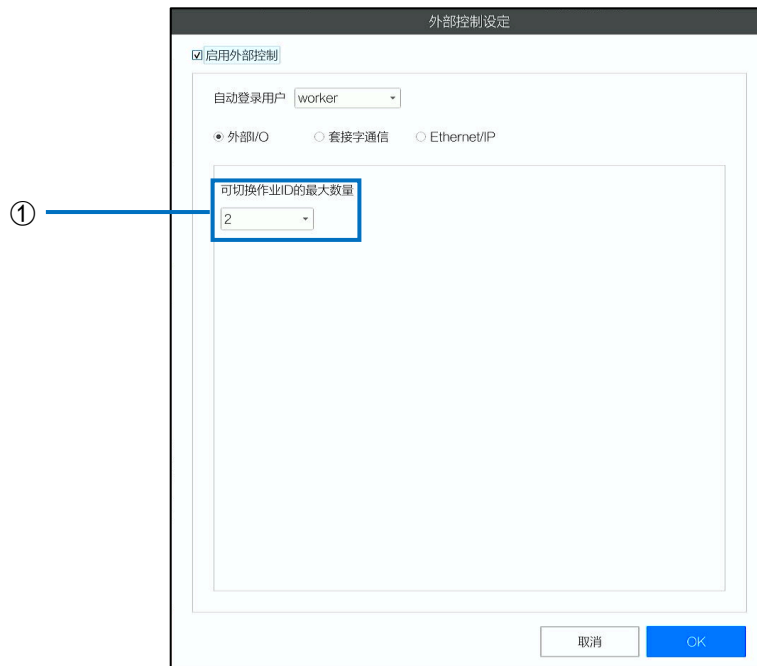 外部控制设定
启用外部控制
自动登录用户 worker
外部I/O 套接字通信 Ethernet/IP
可切换作业ID的最大数量
① 2
取消 OK